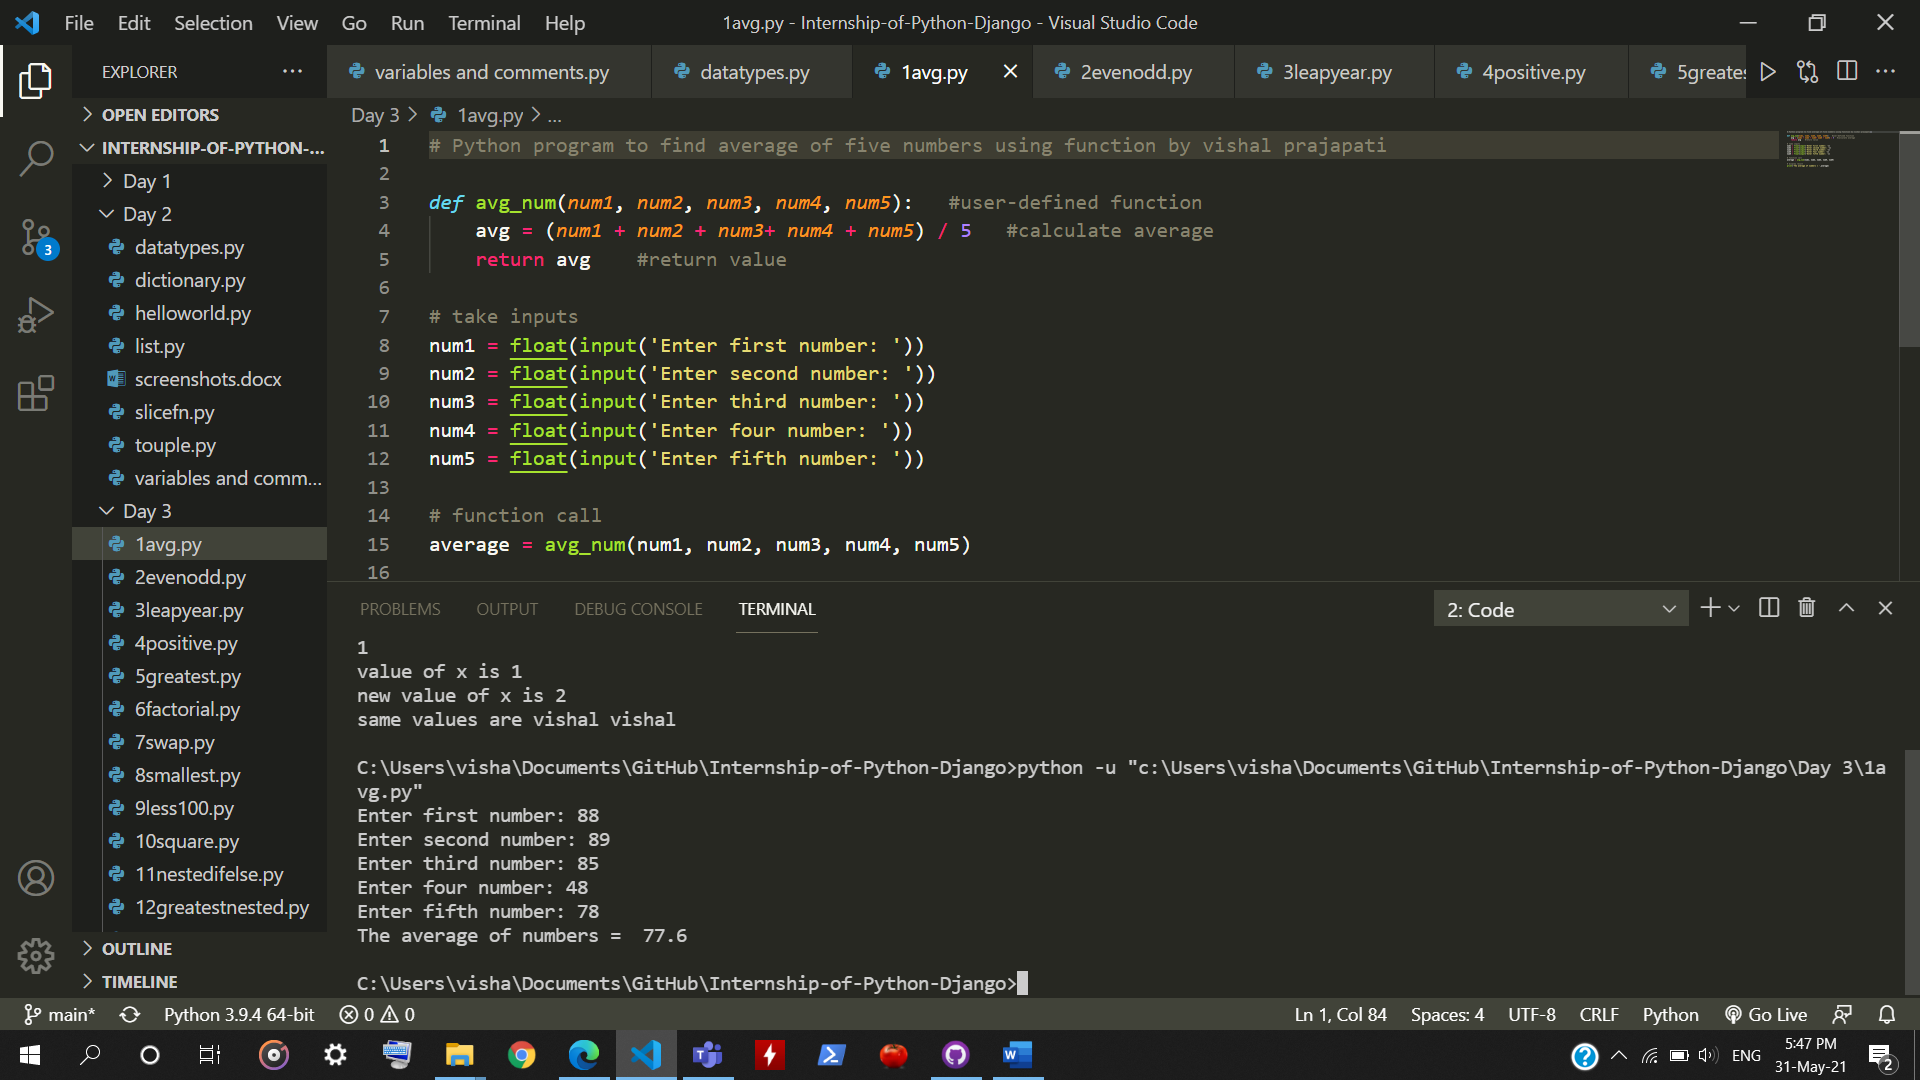 File Edit Selection View Go Run Terminal Help 1avg.py - Internship-of-Python-Django - Visual Studio Code
EXPLORER
variables and comments.py datatypes.py 1avg.py 2evenodd.py 3leapyear.py 4positive.py 5greates
OPEN EDITORS
INTERNSHIP-OF-PYTHON-...
Day 1
Day 2
datatypes.py
dictionary.py
helloworld.py
list.py
screenshots.docx
slicefn.py
touple.py
variables and comm...
Day 3
1avg.py
2evenodd.py
3leapyear.py
4positive.py
5greatest.py
6factorial.py
7swap.py
8smallest.py
9less100.py
10square.py
11nestedifelse.py
12greatestnested.py
OUTLINE
TIMELINE
3
Day 3 > 1avg.py > ...
1 # Python program to find average of five numbers using function by vishal prajapati
2
3 def avg_num(num1, num2, num3, num4, num5): #user-defined function
4 avg = (num1 + num2 + num3+ num4 + num5) / 5 #calculate average
5 return avg #return value
6
7 # take inputs
8 num1 = float(input('Enter first number: '))
9 num2 = float(input('Enter second number: '))
10 num3 = float(input('Enter third number: '))
11 num4 = float(input('Enter four number: '))
12 num5 = float(input('Enter fifth number: '))
13
14 # function call
15 average = avg_num(num1, num2, num3, num4, num5)
16
PROBLEMS OUTPUT DEBUG CONSOLE TERMINAL 2: Code
1
value of x is 1
new value of x is 2
same values are vishal vishal
C:\Users\visha\Documents\GitHub\Internship-of-Python-Django>python -u "c:\Users\visha\Documents\GitHub\Internship-of-Python-Django\Day 3\1a
vg.py"
Enter first number: 88
Enter second number: 89
Enter third number: 85
Enter four number: 48
Enter fifth number: 78
The average of numbers =  77.6
C:\Users\visha\Documents\GitHub\Internship-of-Python-Django>
main* Python 3.9.4 64-bit 0 0 Ln 1, Col 84 Spaces: 4 UTF-8 CRLF Python Go Live
ENG 5:47 PM
31-May-21 2